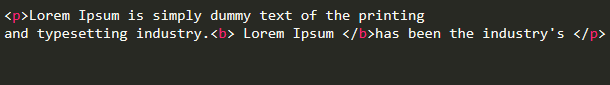 <p>Lorem Ipsum is simply dummy text of the printing
and typesetting industry.<b> Lorem Ipsum </b>has been the industry's </p>